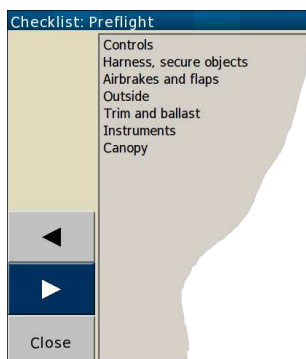 Checklist: Preflight
Controls
Harness, secure objects
Airbrakes and flaps
Outside
Trim and ballast
Instruments
Canopy
Close